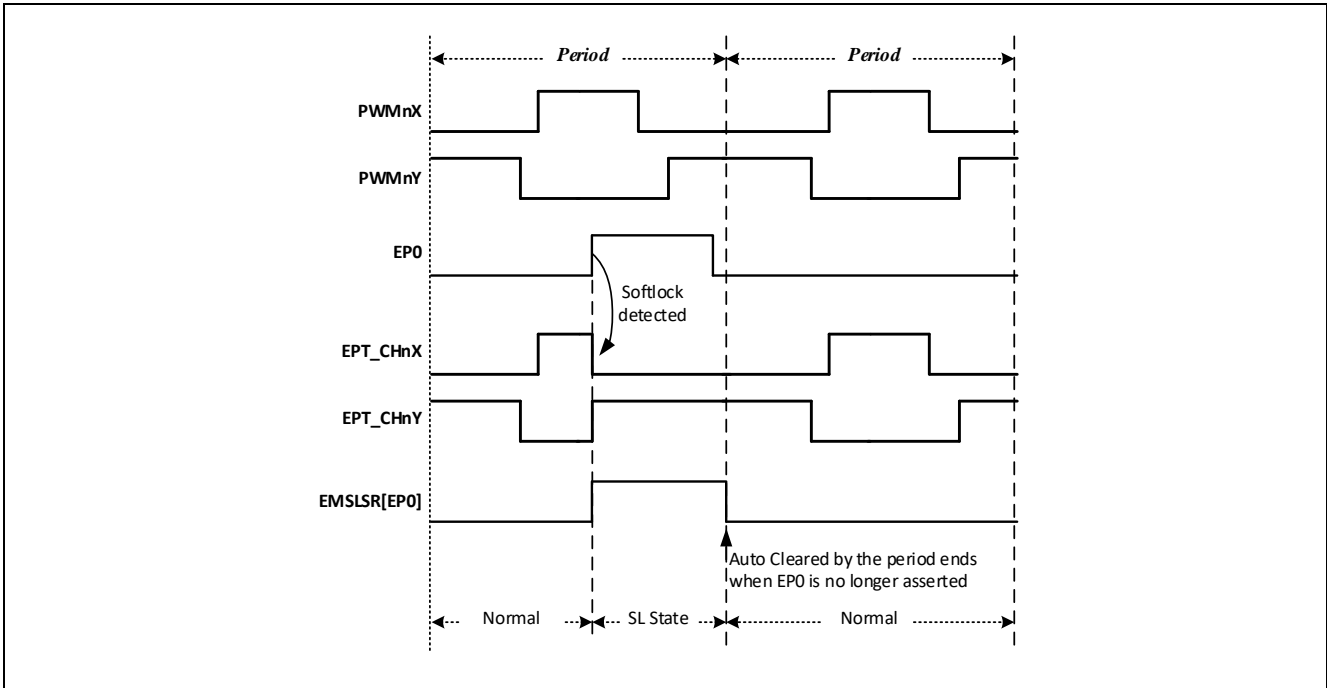 Period
Period
PWMnX
PWMnY
EP0
Softlock
detected
EPT_CHnX
EPT_CHnY
EMSLSR[EP0]
Auto Cleared by the period ends
when EP0 is no longer asserted
Normal
SL State
Normal